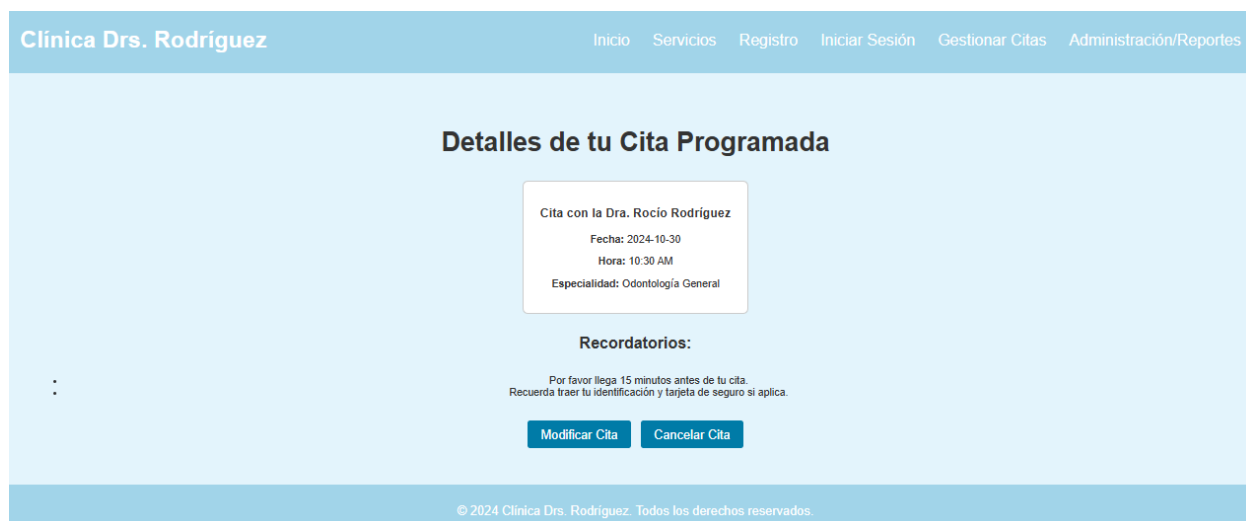 Clínica Drs. Rodríguez
Inicio Servicios Registro Iniciar Sesión Gestionar Citas Administración/Reportes
Detalles de tu Cita Programada
Cita con la Dra. Rocío Rodríguez
Fecha: 2024-10-30
Hora: 10:30 AM
Especialidad: Odontología General
Recordatorios:
Por favor llega 15 minutos antes de tu cita.
Recuerda traer tu identificación y tarjeta de seguro si aplica.
Modificar Cita Cancelar Cita
© 2024 Clínica Drs. Rodríguez. Todos los derechos reservados.